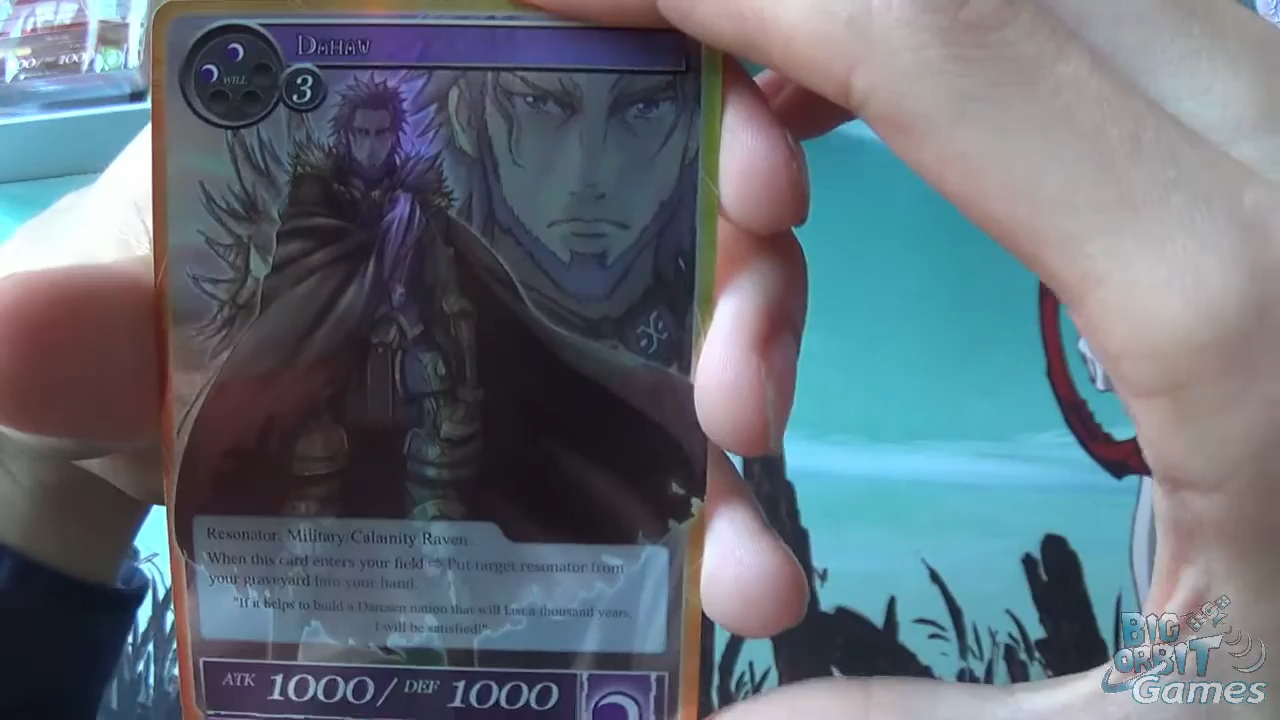 DAHAW
WILL
3
Resonator, Military/Calamity Raven
When this card enters your field ⇨ Put target resonator from
your graveyard into your hand.
"If it helps to build a Darcsen nation that will last a thousand years,
I will be satisfied!"
ATK 1000 / DEF 1000
BIG
ORBIT
Games